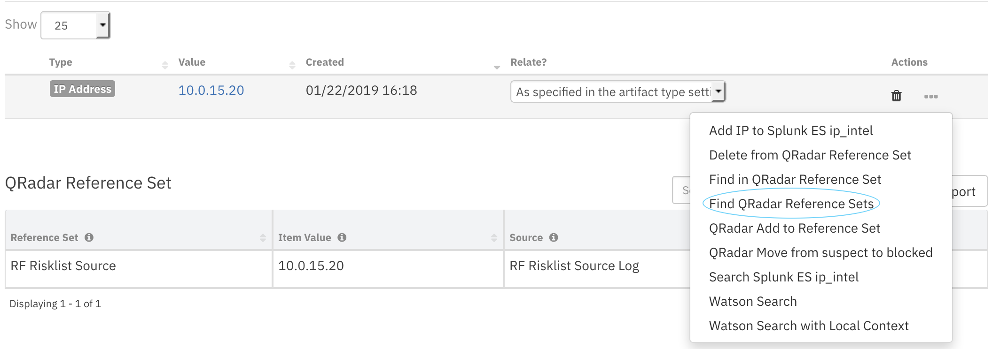 Show 25
Type Value Created Relate? Actions
IP Address 10.0.15.20 01/22/2019 16:18 As specified in the artifact type setti
Add IP to Splunk ES ip_intel
Delete from QRadar Reference Set
Find in QRadar Reference Set
Find QRadar Reference Sets
QRadar Add to Reference Set
QRadar Move from suspect to blocked
Search Splunk ES ip_intel
Watson Search
Watson Search with Local Context
QRadar Reference Set
Reference Set Item Value Source
RF Risklist Source 10.0.15.20 RF Risklist Source Log
Displaying 1 - 1 of 1